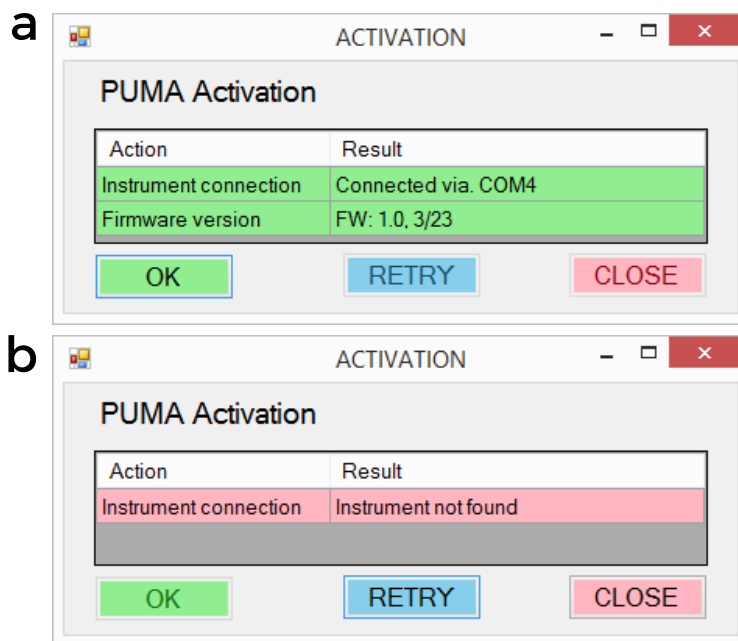 a
ACTIVATION
PUMA Activation
Action Result
Instrument connection Connected via. COM4
Firmware version FW: 1.0, 3/23
OK RETRY CLOSE
b
ACTIVATION
PUMA Activation
Action Result
Instrument connection Instrument not found
OK RETRY CLOSE